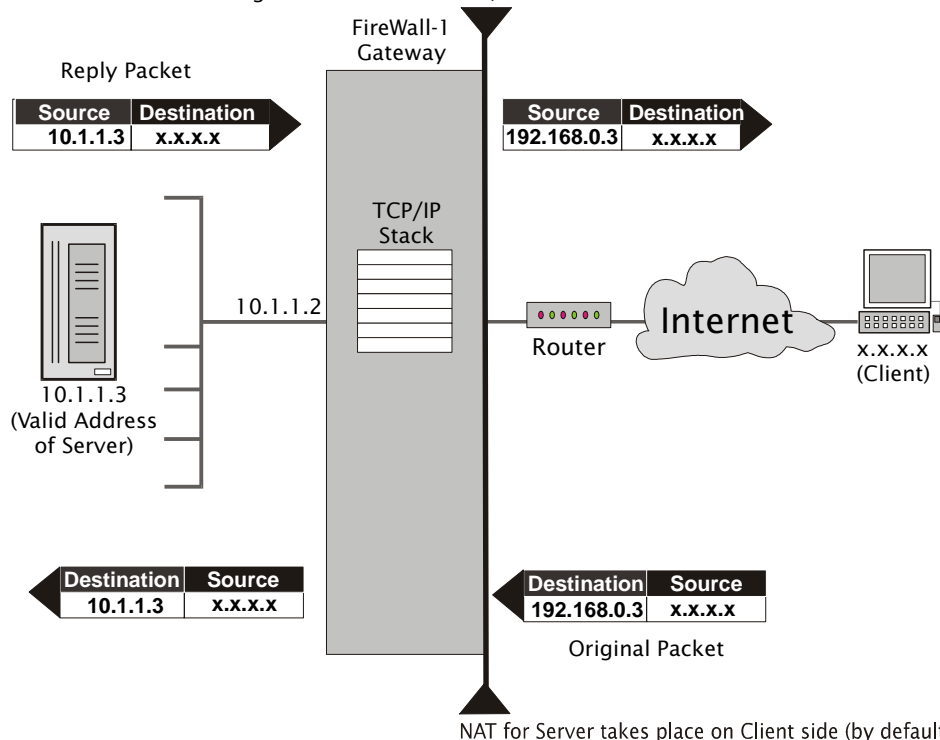 FireWall-1
Gateway
Reply Packet
Source Destination
10.1.1.3 x.x.x.x
Source Destination
192.168.0.3 x.x.x.x
TCP/IP
Stack
10.1.1.2
Internet
Router
x.x.x.x
(Client)
10.1.1.3
(Valid Address
of Server)
Destination Source
10.1.1.3 x.x.x.x
Destination Source
192.168.0.3 x.x.x.x
Original Packet
NAT for Server takes place on Client side (by default